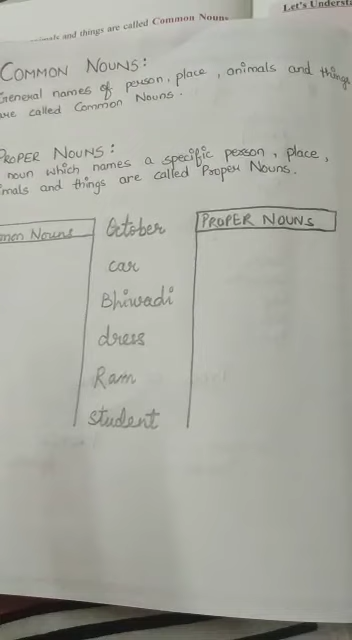 Let's Underst
and things are called Common Nouns
COMMON NOUNS:
General names of person, place, animals and things
are called Common Nouns.
PROPER NOUNS:
noun which names a specific person, place,
imals and things are called Proper Nouns.
mon Nouns
October
PROPER NOUNS
car
Bhiwadi
dress
Ram
student